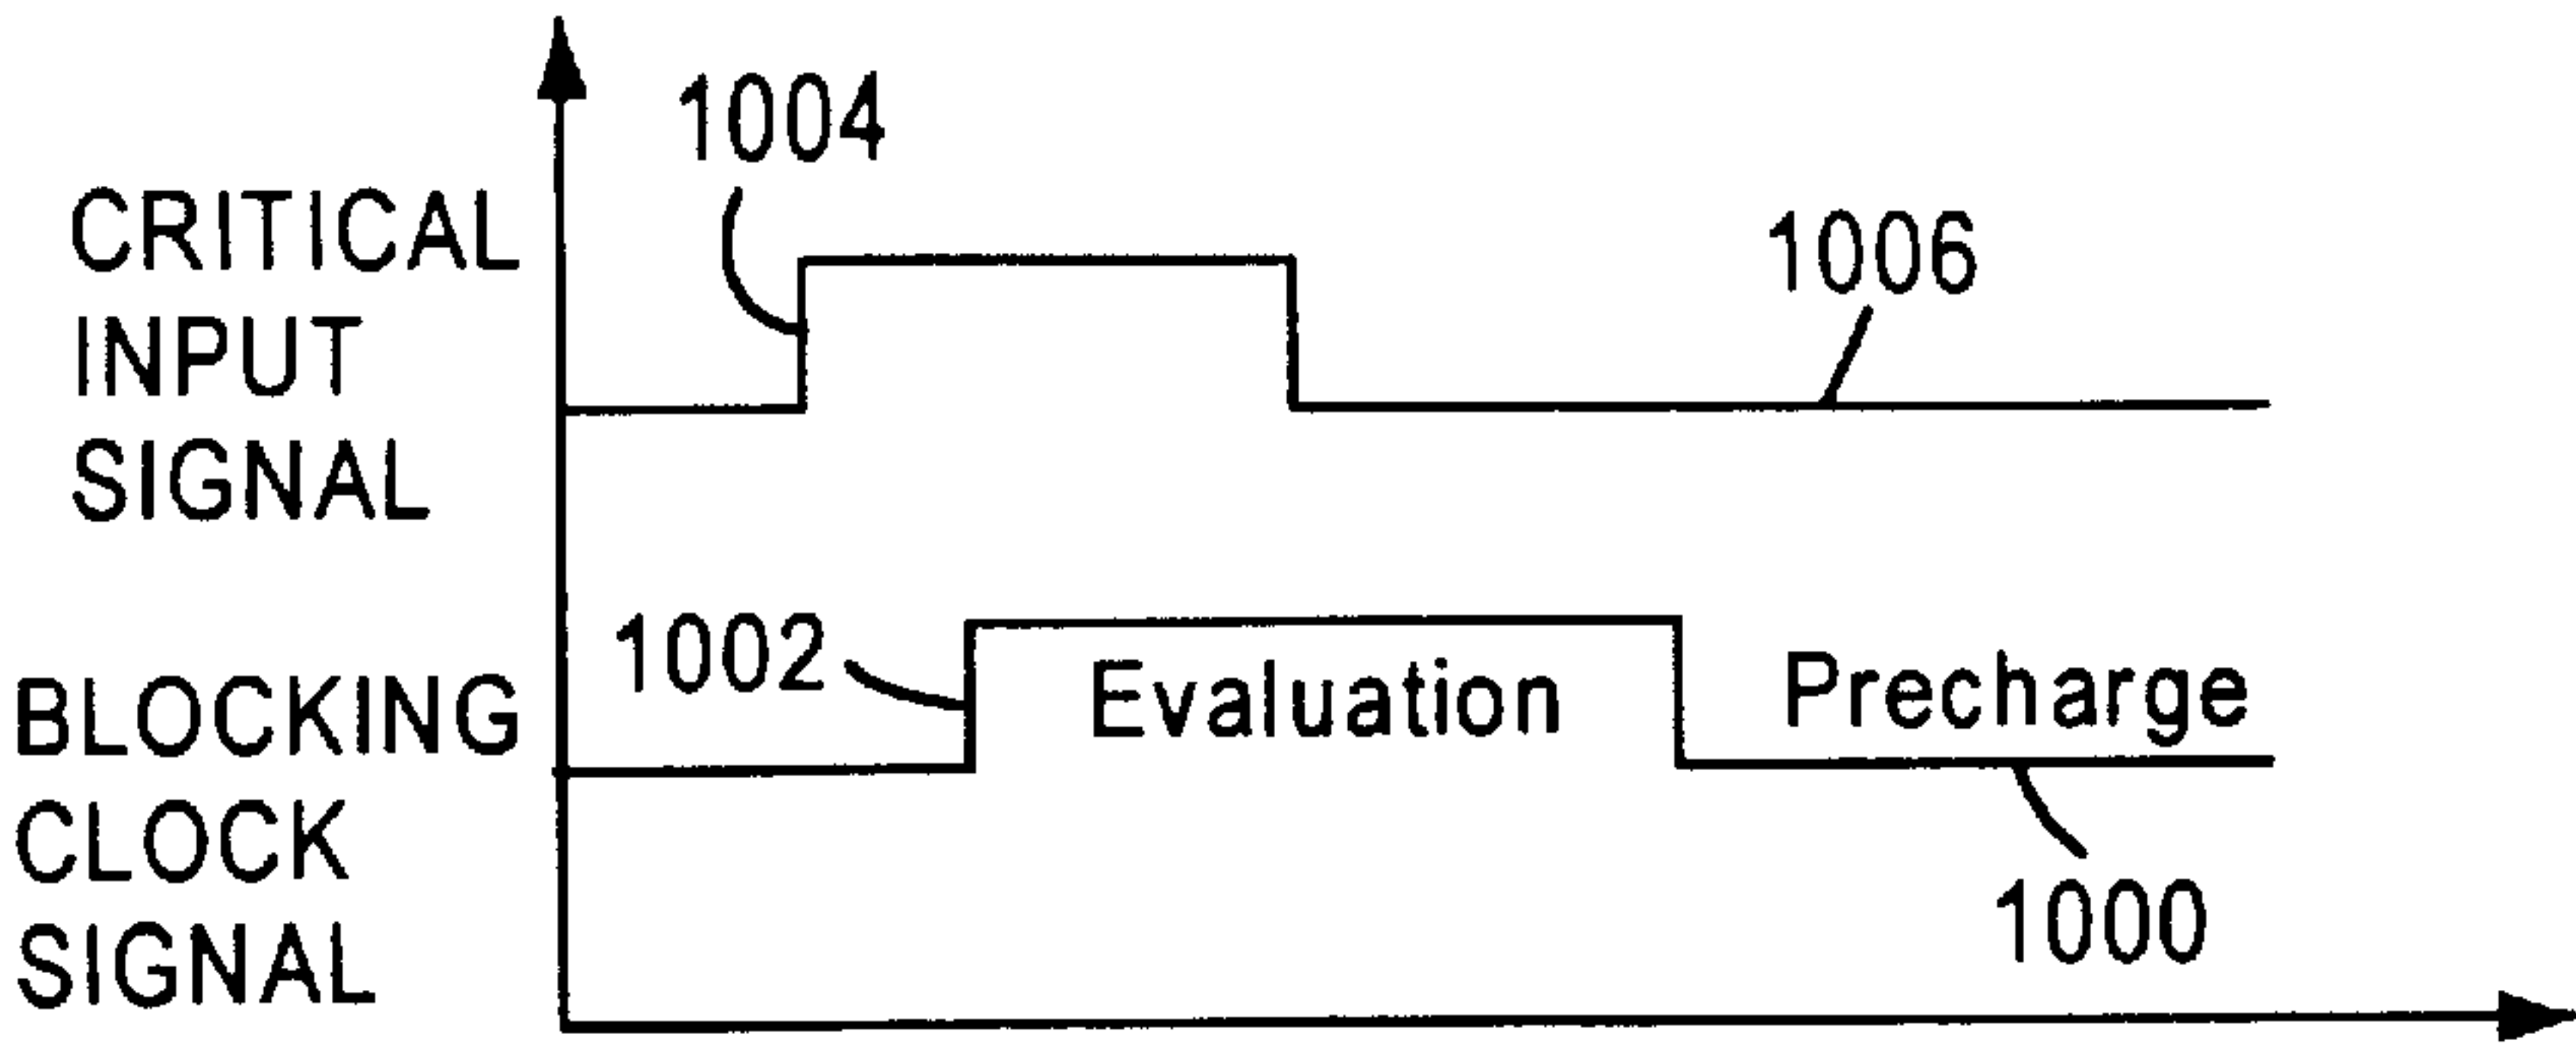 1004
CRITICAL
INPUT
SIGNAL
1006
1002
BLOCKING
CLOCK
SIGNAL
Evaluation
Precharge
1000